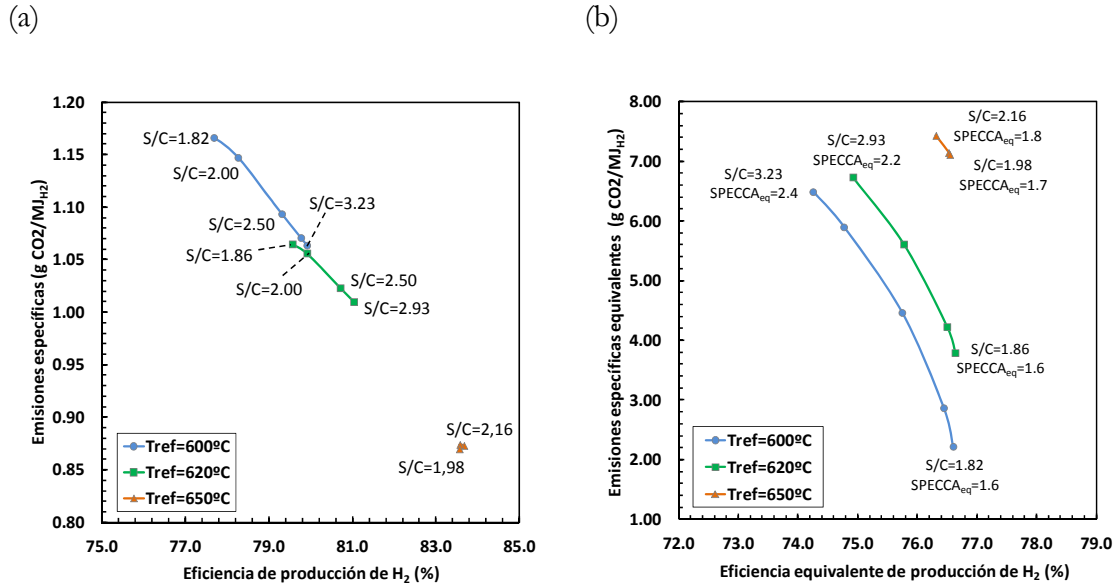 (a)
Emisiones específicas (g CO2/MJH2)
1.20
1.15
1.10
1.05
1.00
0.95
0.90
0.85
0.80
S/C=1.82
S/C=2.00
S/C=2.50
S/C=3.23
S/C=1.86
S/C=2.00
S/C=2.50
S/C=2.93
S/C=2,16
S/C=1,98
Tref=600ºC
Tref=620ºC
Tref=650ºC
75.0 77.0 79.0 81.0 83.0 85.0
Eficiencia de producción de H2 (%)
(b)
Emisiones específicas equivalentes (g CO2/MJH2)
8.00
7.00
6.00
5.00
4.00
3.00
2.00
1.00
S/C=2.16
SPECCAeq=1.8
S/C=2.93
SPECCAeq=2.2
S/C=3.23
SPECCAeq=2.4
S/C=1.98
SPECCAeq=1.7
S/C=1.86
SPECCAeq=1.6
S/C=1.82
SPECCAeq=1.6
Tref=600ºC
Tref=620ºC
Tref=650ºC
72.0 73.0 74.0 75.0 76.0 77.0 78.0 79.0
Eficiencia equivalente de producción de H2 (%)